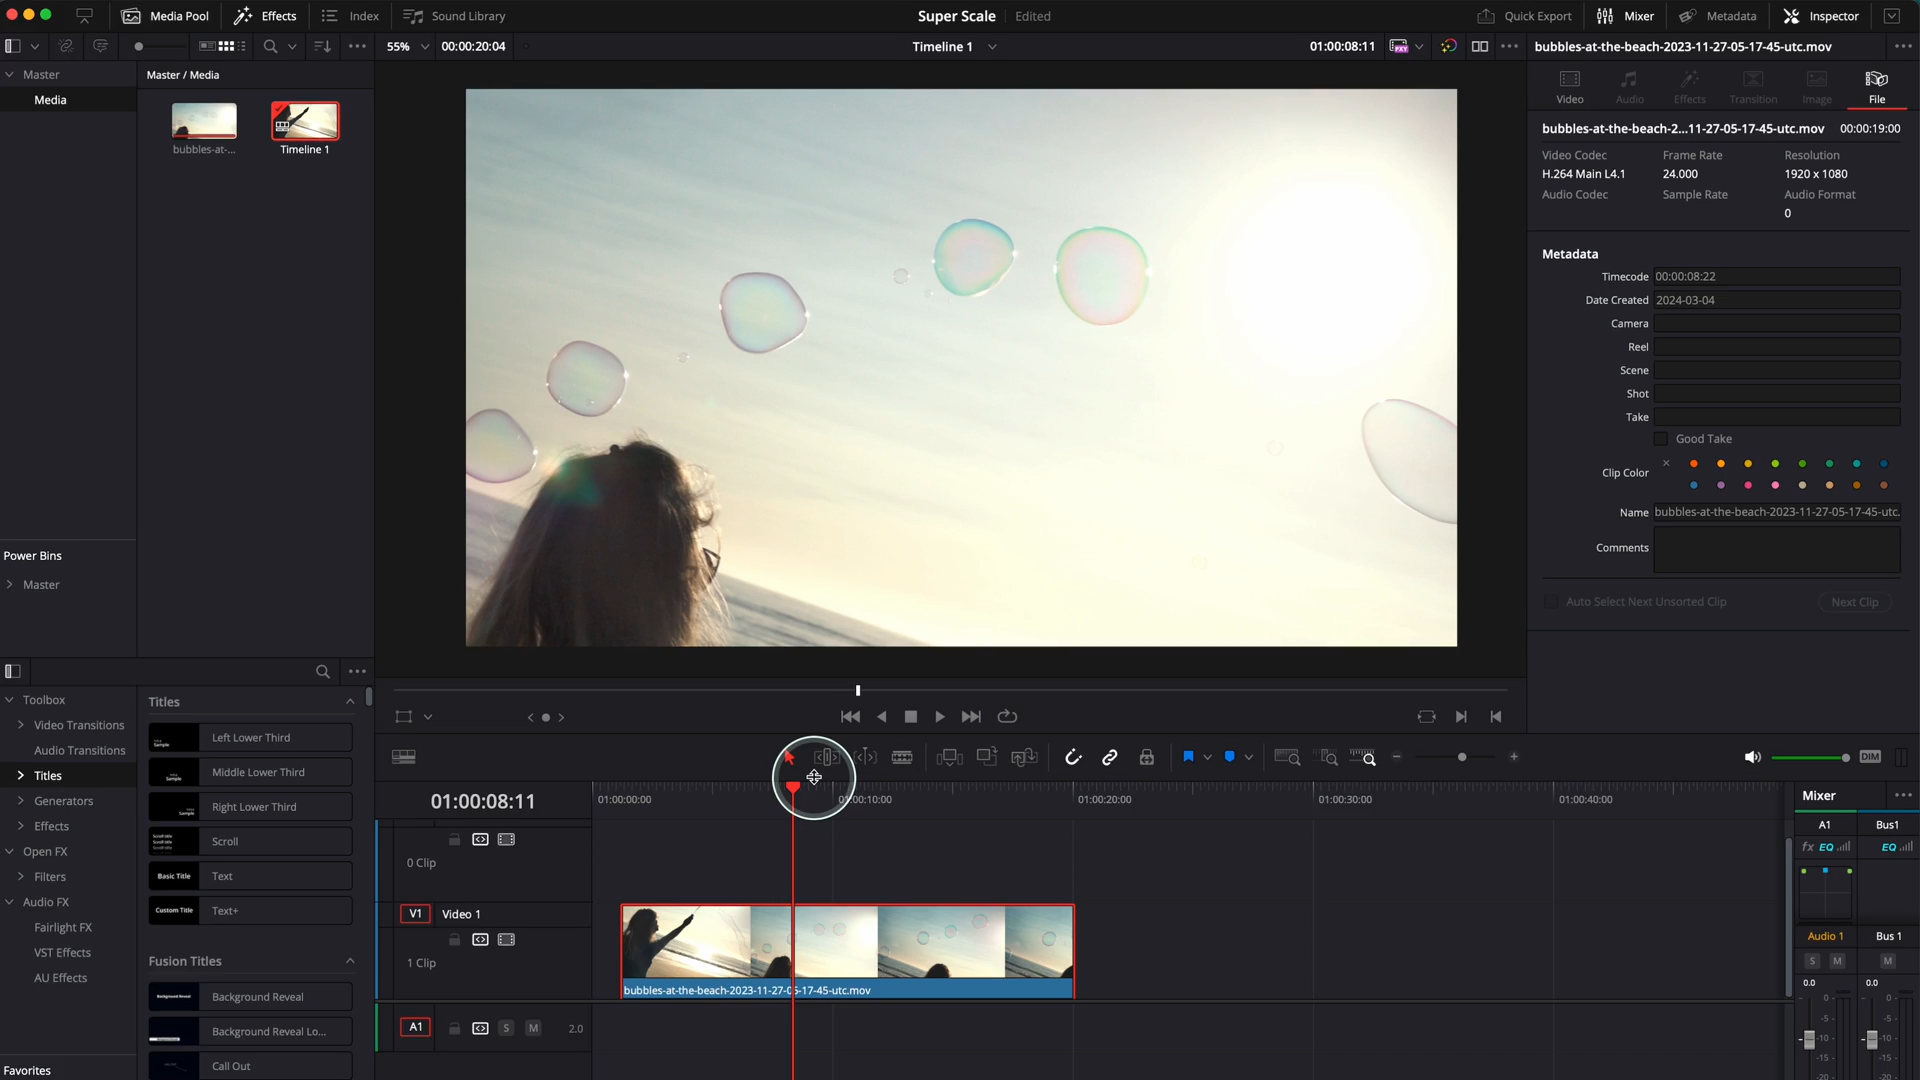 Media Pool Effects Index Sound Library Super Scale Edited Quick Export Mixer Metadata Inspector
55% 00:00:20:04 Timeline 1 01:00:08:11 bubbles-at-the-beach-2023-11-27-05-17-45-utc.mov
Master
Media
Master / Media
bubbles-at-...
Timeline 1
Power Bins
Master
Video Audio Effects Transition Image File
bubbles-at-the-beach-2...11-27-05-17-45-utc.mov 00:00:19:00
Video Codec Frame Rate Resolution
H.264 Main L4.1 24.000 1920 x 1080
Audio Codec Sample Rate Audio Format
0
Metadata
Timecode 00:00:08:22
Date Created 2024-03-04
Camera
Reel
Scene
Shot
Take
Good Take
Clip Color
Name bubbles-at-the-beach-2023-11-27-05-17-45-utc.
Comments
Auto Select Next Unsorted Clip Next Clip
Toolbox
Video Transitions
Audio Transitions
Titles
Generators
Effects
Open FX
Filters
Audio FX
Fairlight FX
VST Effects
AU Effects
Favorites
Titles
Left Lower Third
Middle Lower Third
Right Lower Third
Scroll
Basic Title Text
Custom Title Text+
Fusion Titles
Background Reveal
Background Reveal Lo...
Call Out
DIM
01:00:08:11
01:00:00:00 01:00:10:00 01:00:20:00 01:00:30:00 01:00:40:00
0 Clip
V1 Video 1
1 Clip
bubbles-at-the-beach-2023-11-27-05-17-45-utc.mov
A1 S M 2.0
Mixer
A1 Bus1
fx EQ EQ
Audio 1 Bus 1
S M M
0.0 0.0
0 0
-5 -5
-10 -10
-15 -15
-20 -20